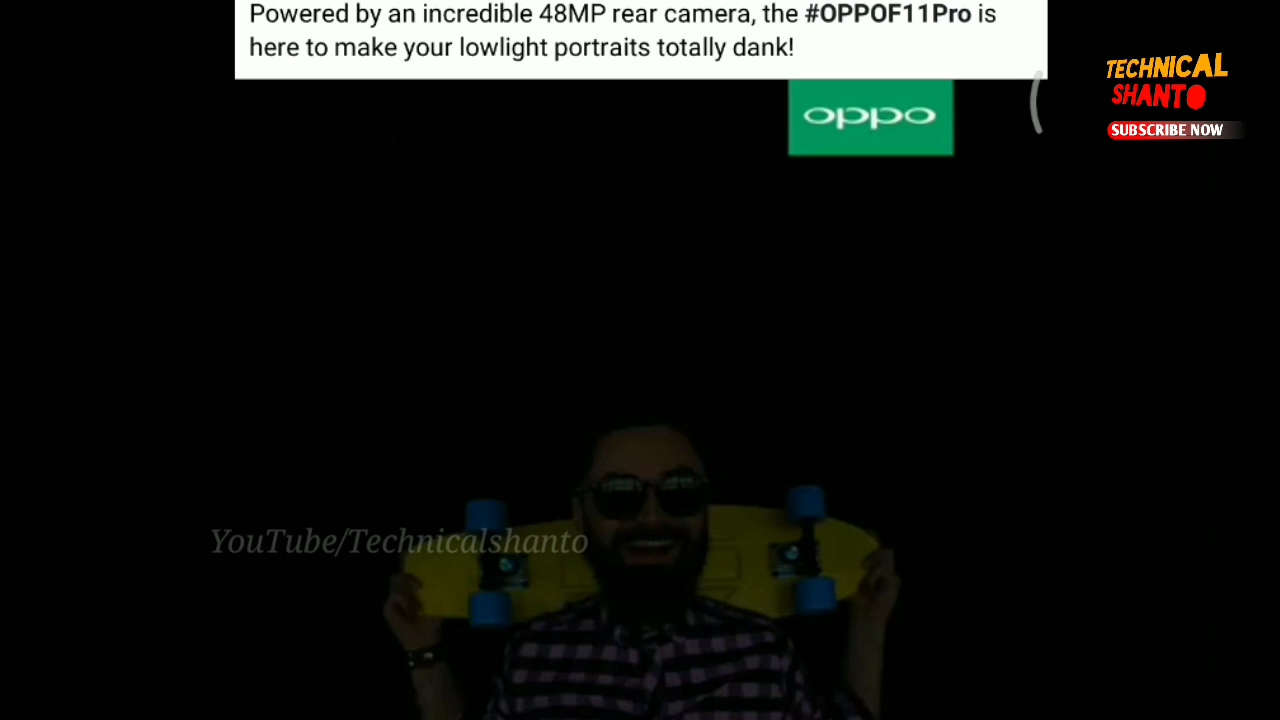 Powered by an incredible 48MP rear camera, the #OPPOF11Pro is
here to make your lowlight portraits totally dank!
TECHNICAL
SHANTO
SUBSCRIBE NOW
oppo
YouTube/Technicalshanto